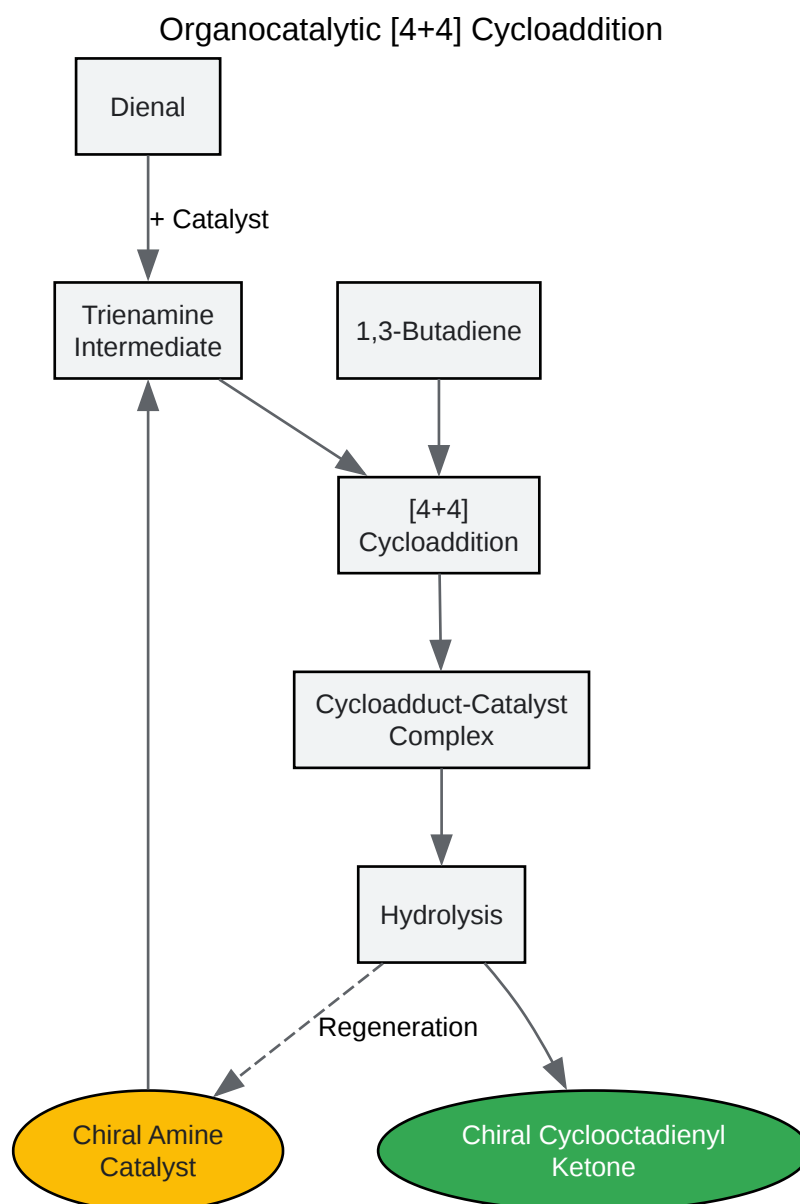 Organocatalytic [4+4] Cycloaddition
Dienal
+ Catalyst
Trienamine
Intermediate
1,3-Butadiene
[4+4]
Cycloaddition
Cycloadduct-Catalyst
Complex
Hydrolysis
Regeneration
Chiral Amine
Catalyst
Chiral Cyclooctadienyl
Ketone